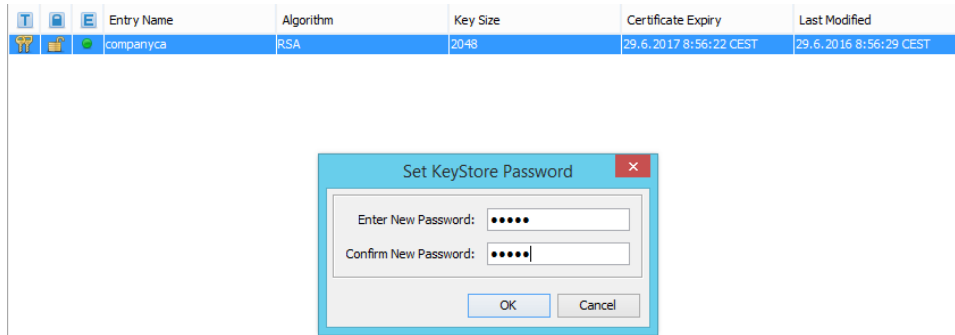 T E Entry Name Algorithm Key Size Certificate Expiry Last Modified
companyca RSA 2048 29.6.2017 8:56:22 CEST 29.6.2016 8:56:29 CEST
Set KeyStore Password
Enter New Password: •••••
Confirm New Password: •••••
OK Cancel